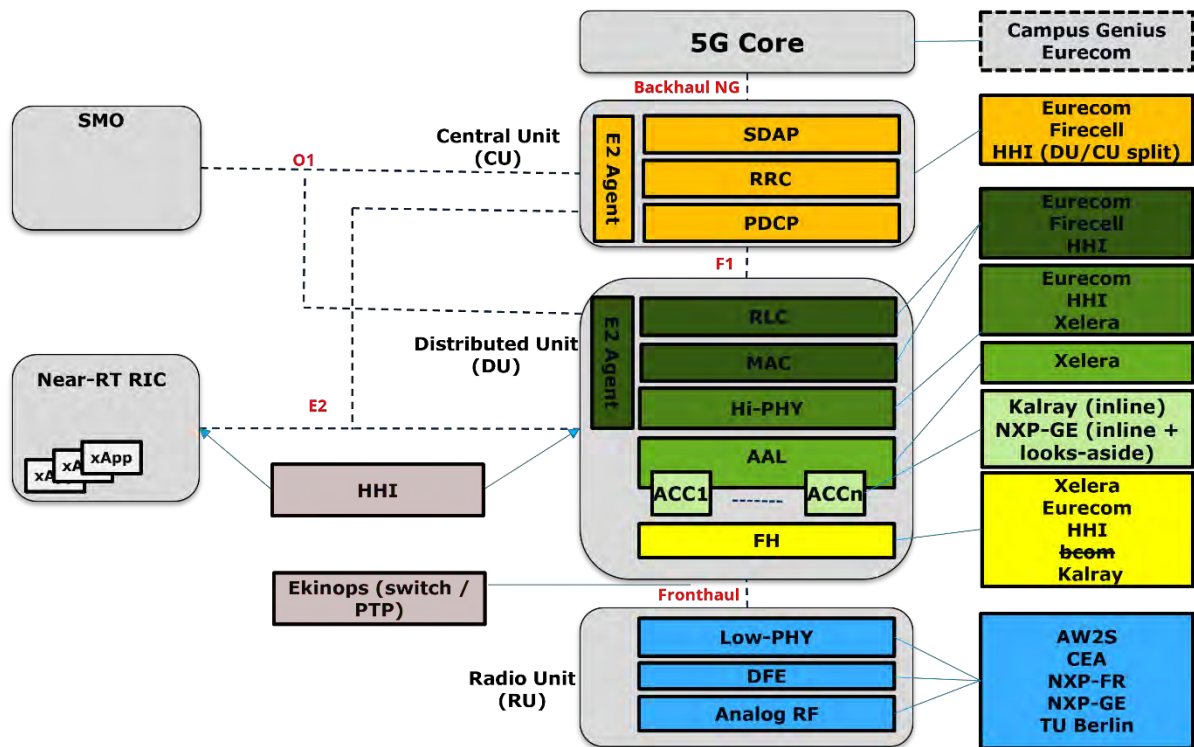 5G Core
Campus Genius
Eurecom
Backhaul NG
SMO
O1
Central Unit
(CU)
E2 Agent
SDAP
RRC
PDCP
Eurecom
Firecell
HHI (DU/CU split)
F1
Eurecom
Firecell
HHI
Distributed Unit
(DU)
E2 Agent
RLC
MAC
Hi-PHY
AAL
ACC1
ACCn
FH
Eurecom
HHI
Xelera
Xelera
Kalray (inline)
NXP-GE (inline +
looks-aside)
Xelera
Eurecom
HHI
bcom
Kalray
Near-RT RIC
xA
xA
xApp
E2
HHI
Ekinops (switch /
PTP)
Fronthaul
Radio Unit
(RU)
Low-PHY
DFE
Analog RF
AW2S
CEA
NXP-FR
NXP-GE
TU Berlin